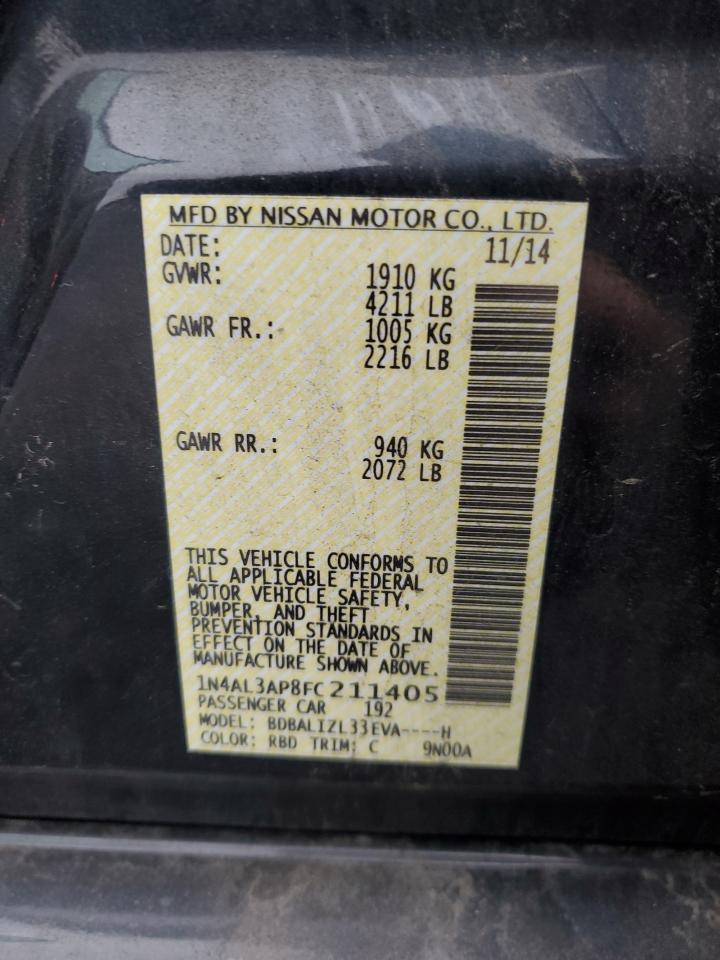 MFD BY NISSAN MOTOR CO., LTD.
DATE: 11/14
GVWR: 1910 KG
4211 LB
GAWR FR.: 1005 KG
2216 LB
GAWR RR.: 940 KG
2072 LB
THIS VEHICLE CONFORMS TO
ALL APPLICABLE FEDERAL
MOTOR VEHICLE SAFETY,
BUMPER, AND THEFT
PREVENTION STANDARDS IN
EFFECT ON THE DATE OF
MANUFACTURE SHOWN ABOVE.
1N4AL3AP8FC211405
PASSENGER CAR 192
MODEL: BDBALIZL33EVA----H
COLOR: RBD TRIM: C 9N00A